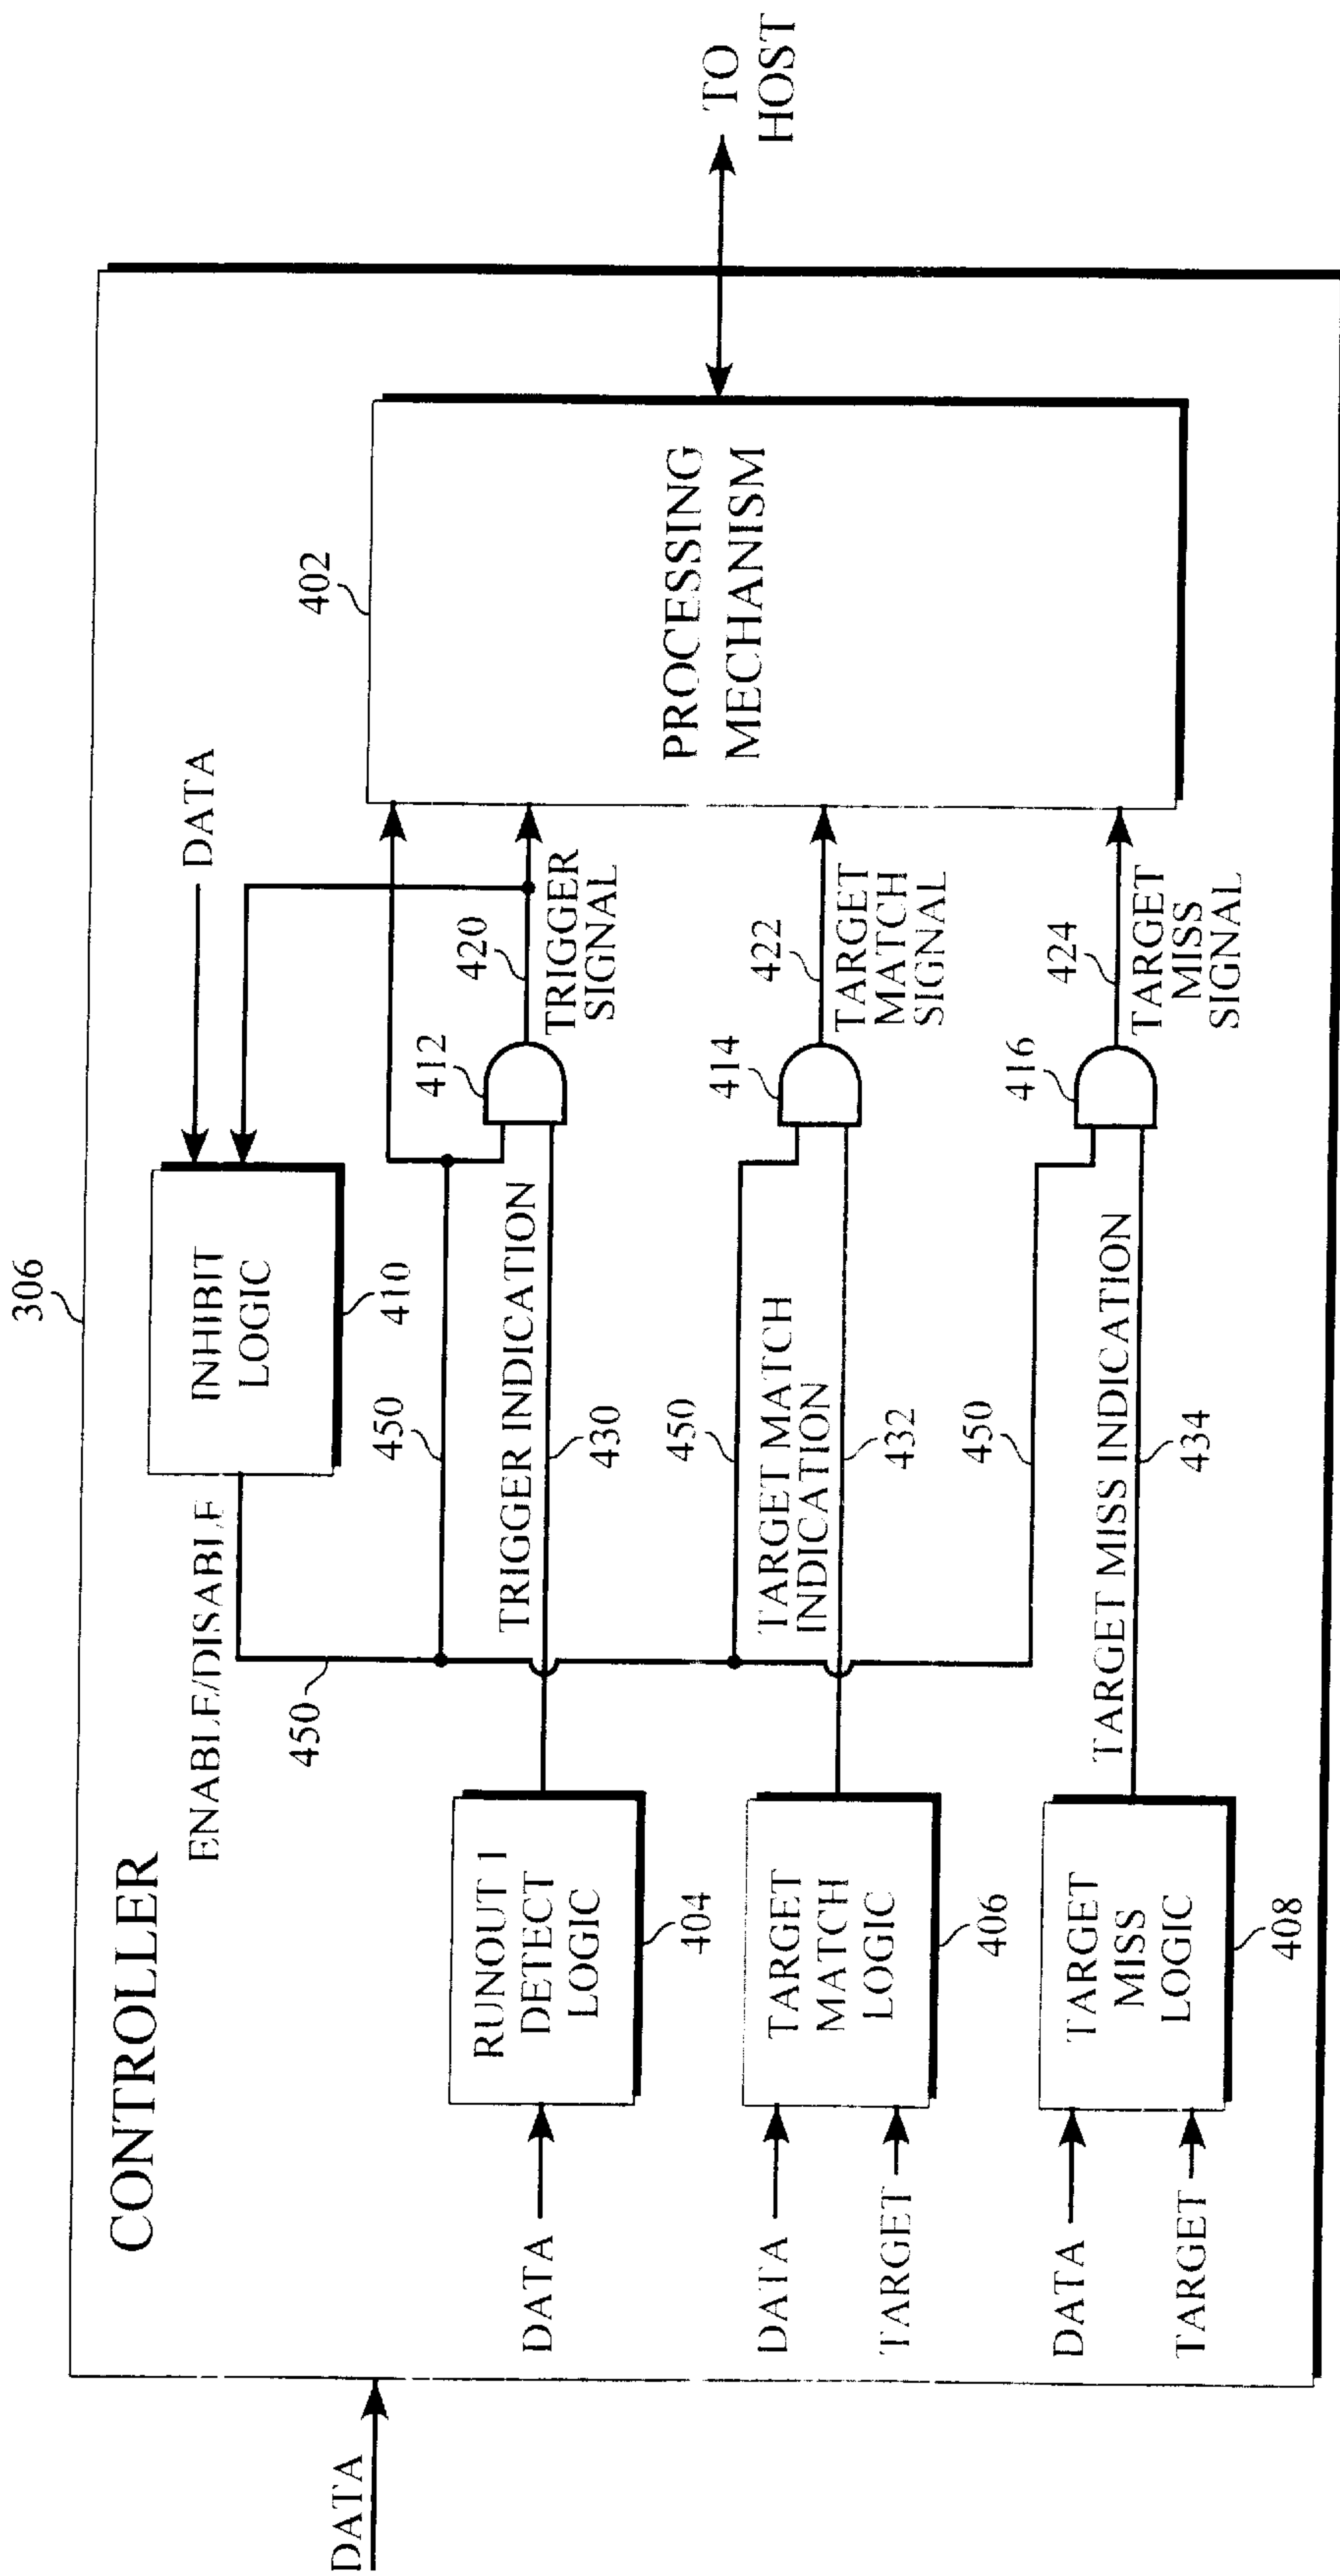 306
CONTROLLER
DATA
ENABLE/DISABLE
450
INHIBIT
LOGIC
410
DATA
402
PROCESSING
MECHANISM
TO
HOST
DATA
RUNOUT 1
DETECT
LOGIC
404
450
TRIGGER INDICATION
430
412
420
TRIGGER
SIGNAL
DATA
TARGET
TARGET
MATCH
LOGIC
406
450
TARGET MATCH
INDICATION
432
414
422
TARGET
MATCH
SIGNAL
DATA
TARGET
TARGET
MISS
LOGIC
408
450
TARGET MISS INDICATION
434
416
424
TARGET
MISS
SIGNAL